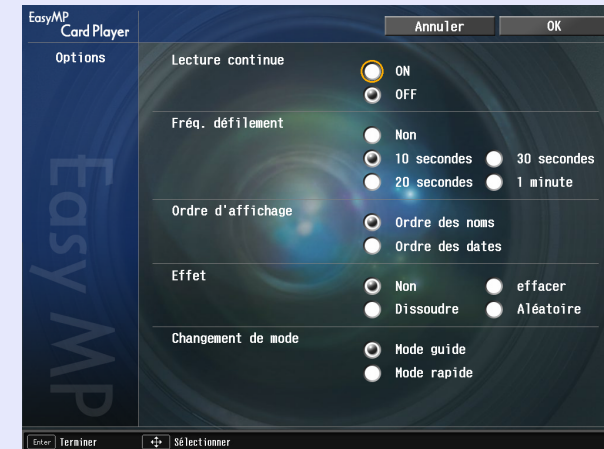 EasyMP
Card Player
Annuler
OK
Options
Lecture continue
ON
OFF
Fréq. défilement
Non
10 secondes
30 secondes
20 secondes
1 minute
Ordre d'affichage
Ordre des noms
Ordre des dates
Effet
Non
effacer
Dissoudre
Aléatoire
Changement de mode
Mode guide
Mode rapide
Easy MP
Enter Terminer
Sélectionner